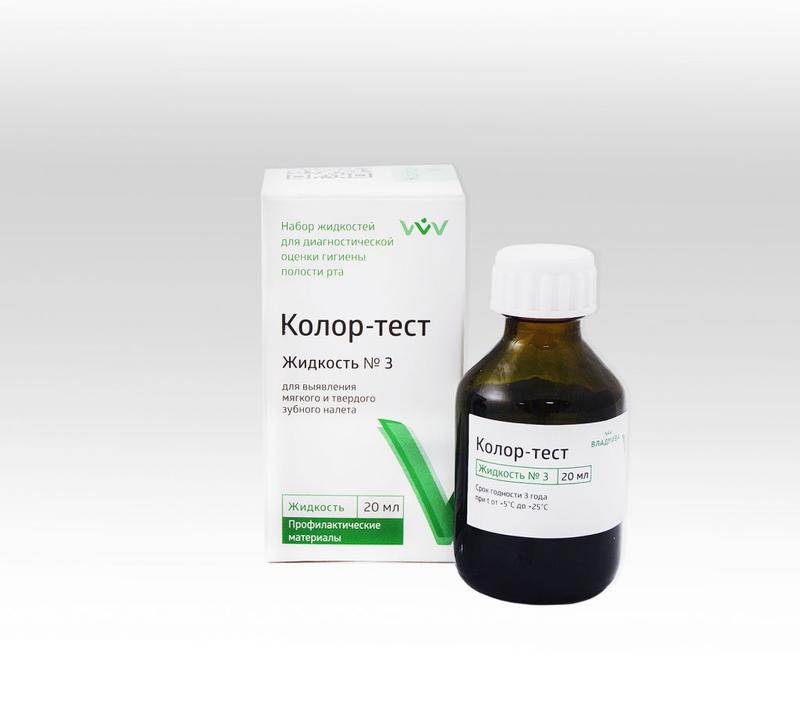 Набор жидкостей
для диагностической
оценки гигиены
полости рта
Колор-тест
Жидкость № 3
для выявления
мягкого и твердого
зубного налета
Жидкость 20 мл
Профилактические
материалы
ВЛАДМИВА
Колор-тест
Жидкость № 3 20 мл
Срок годности 3 года
при t от +5°C до +25°C